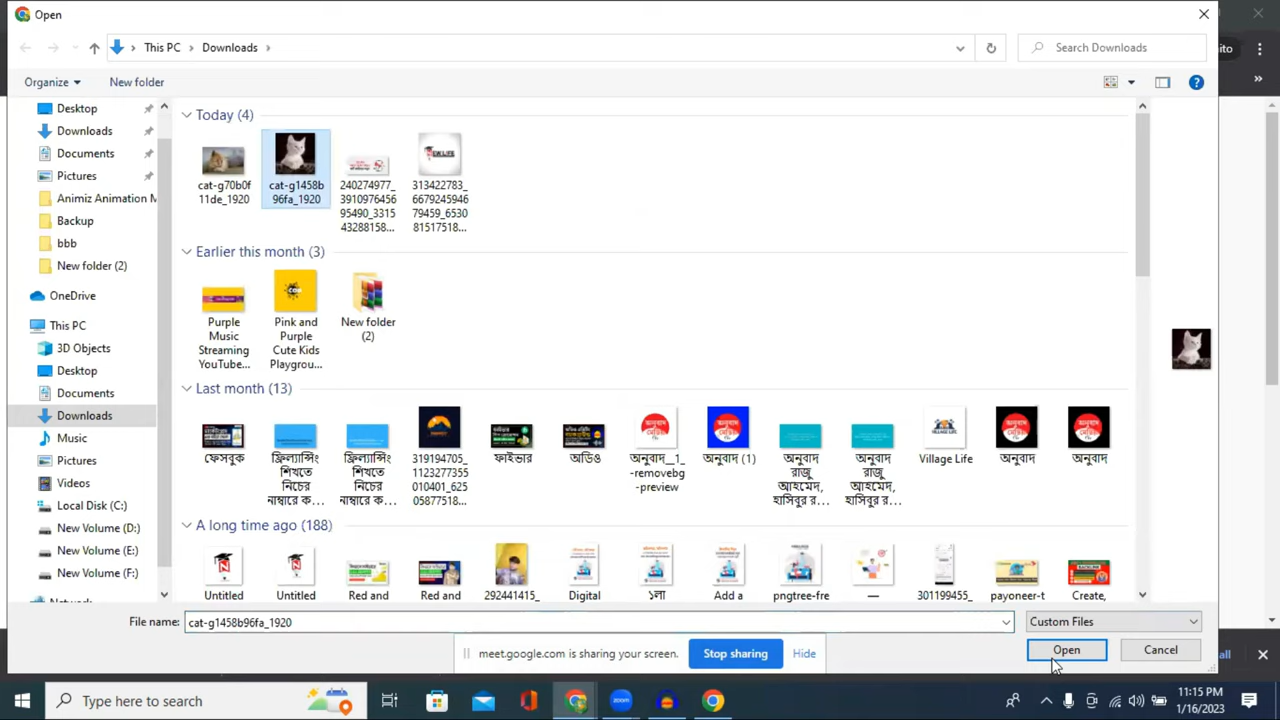 Open
This PC
Downloads
Search Downloads
ito
Organize
New folder
Desktop
Downloads
Documents
Pictures
Animiz Animation M
Backup
bbb
New folder (2)
OneDrive
This PC
3D Objects
Desktop
Documents
Downloads
Music
Pictures
Videos
Local Disk (C:)
New Volume (D:)
New Volume (E:)
New Volume (F:)
Today (4)
cat-g70b0f
11de_1920
cat-g1458b
96fa_1920
240274977_
3910976456
95490_3315
43288158...
313422783_
6679245946
79459_6530
81517518...
Earlier this month (3)
Purple
Music
Streaming
YouTube...
Pink and
Purple
Cute Kids
Playgrou...
New folder
(2)
Last month (13)
ফেসবুক
ফ্রিল্যান্সিং
শিখতে
নিচের
নাম্বারে ক...
ফ্রিল্যান্সিং
শিখতে
নিচের
নাম্বারে ক...
319194705_
1123277355
010401_625
05877518...
ফাইভার
অডিও
অনুবাদ__1_
-removebg
-preview
অনুবাদ (1)
অনুবাদ
রাজু
আহমেদ,
হাসিবুর র...
অনুবাদ
রাজু
আহমেদ,
হাসিবুর র...
Village Life
অনুবাদ
অনুবাদ
A long time ago (188)
Untitled
Untitled
Red and
Red and
292441415_
Digital
১লা
Add a
pngtree-fre
—
301199455_
payoneer-t
Create,
File name:
cat-g1458b96fa_1920
Custom Files
Open
Cancel
meet.google.com is sharing your screen.
Stop sharing
Hide
all
Type here to search
zoom
11:15 PM
1/16/2023